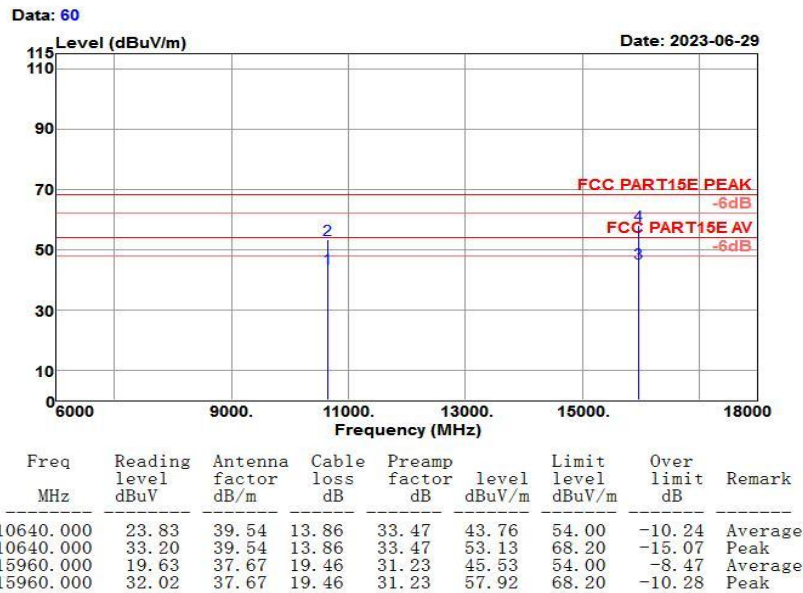 Data: 60
Level (dBuV/m) Date: 2023-06-29
115
110
90
70
50
30
10
0
FCC PART15E PEAK
-6dB
FCC PART15E AV
-6dB
2
1
4
3
6000 9000. 11000. 13000. 15000. 18000
Frequency (MHz)
Freq Reading Antenna Cable Preamp Limit Over
level factor loss factor level level limit Remark
MHz dBuV dB/m dB dB dBuV/m dBuV/m dB
10640.000 23.83 39.54 13.86 33.47 43.76 54.00 -10.24 Average
10640.000 33.20 39.54 13.86 33.47 53.13 68.20 -15.07 Peak
15960.000 19.63 37.67 19.46 31.23 45.53 54.00 -8.47 Average
15960.000 32.02 37.67 19.46 31.23 57.92 68.20 -10.28 Peak